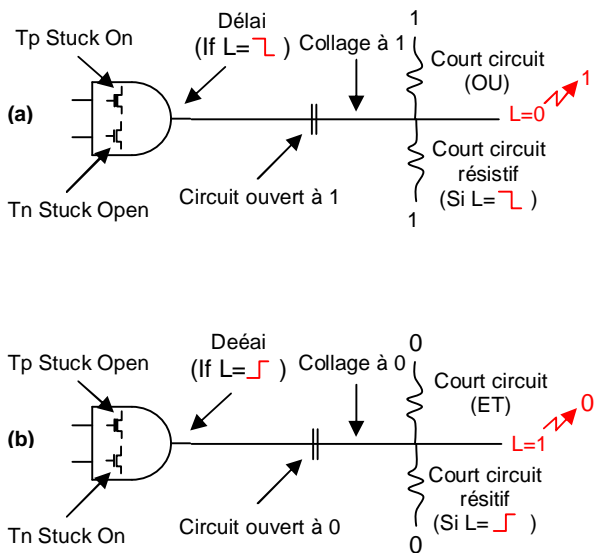 Tp Stuck On
Délai
(If L= )
Collage à 1
1
Court circuit
(OU)
(a)
L=0
1
Tn Stuck Open
Circuit ouvert à 1
Court circuit
résistif
(Si L= )
1
Tp Stuck Open
Deéai
(If L= )
Collage à 0
0
Court circuit
(ET)
(b)
L=1
0
Tn Stuck On
Circuit ouvert à 0
Court circuit
résitif
(Si L= )
0